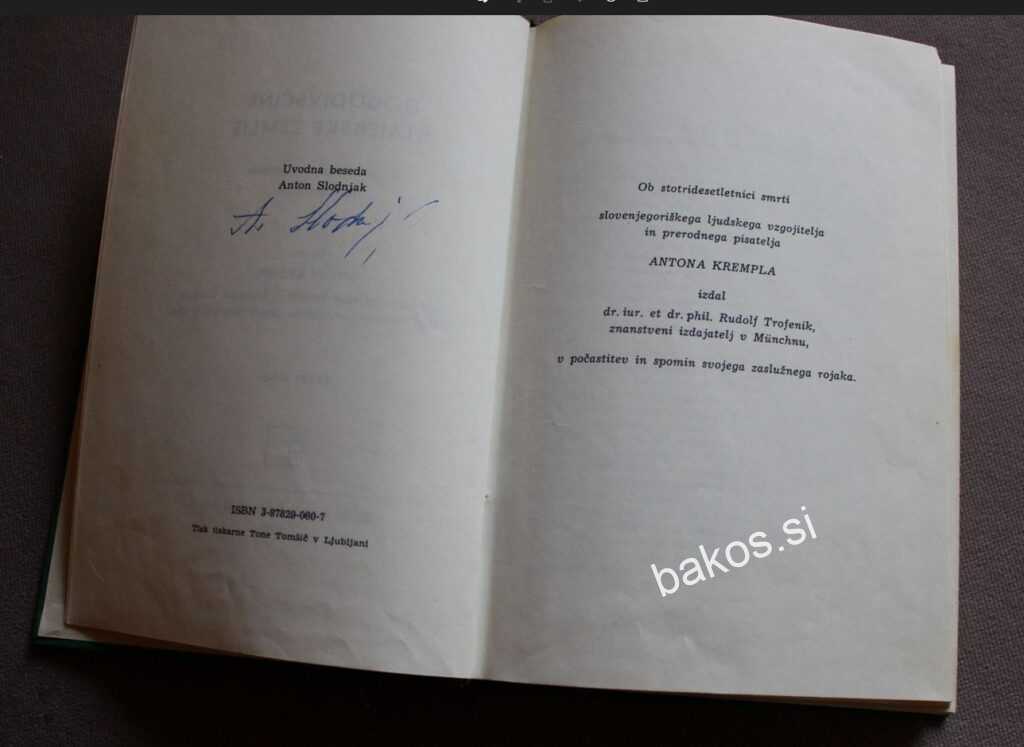 Uvodna beseda
Anton Slodnjak
A. Slodnjak
ISBN 3-87829-060-7
Tisk tiskarne Tone Tomšič v Ljubljani
Ob stotridesetletnici smrti
slovenjegoriškega ljudskega vzgojitelja
in prerodnega pisatelja
ANTONA KREMPLA
izdal
dr. iur. et dr. phil. Rudolf Trofenik,
znanstveni izdajatelj v Münchnu,
v počastitev in spomin svojega zaslužnega rojaka.
bakos.si